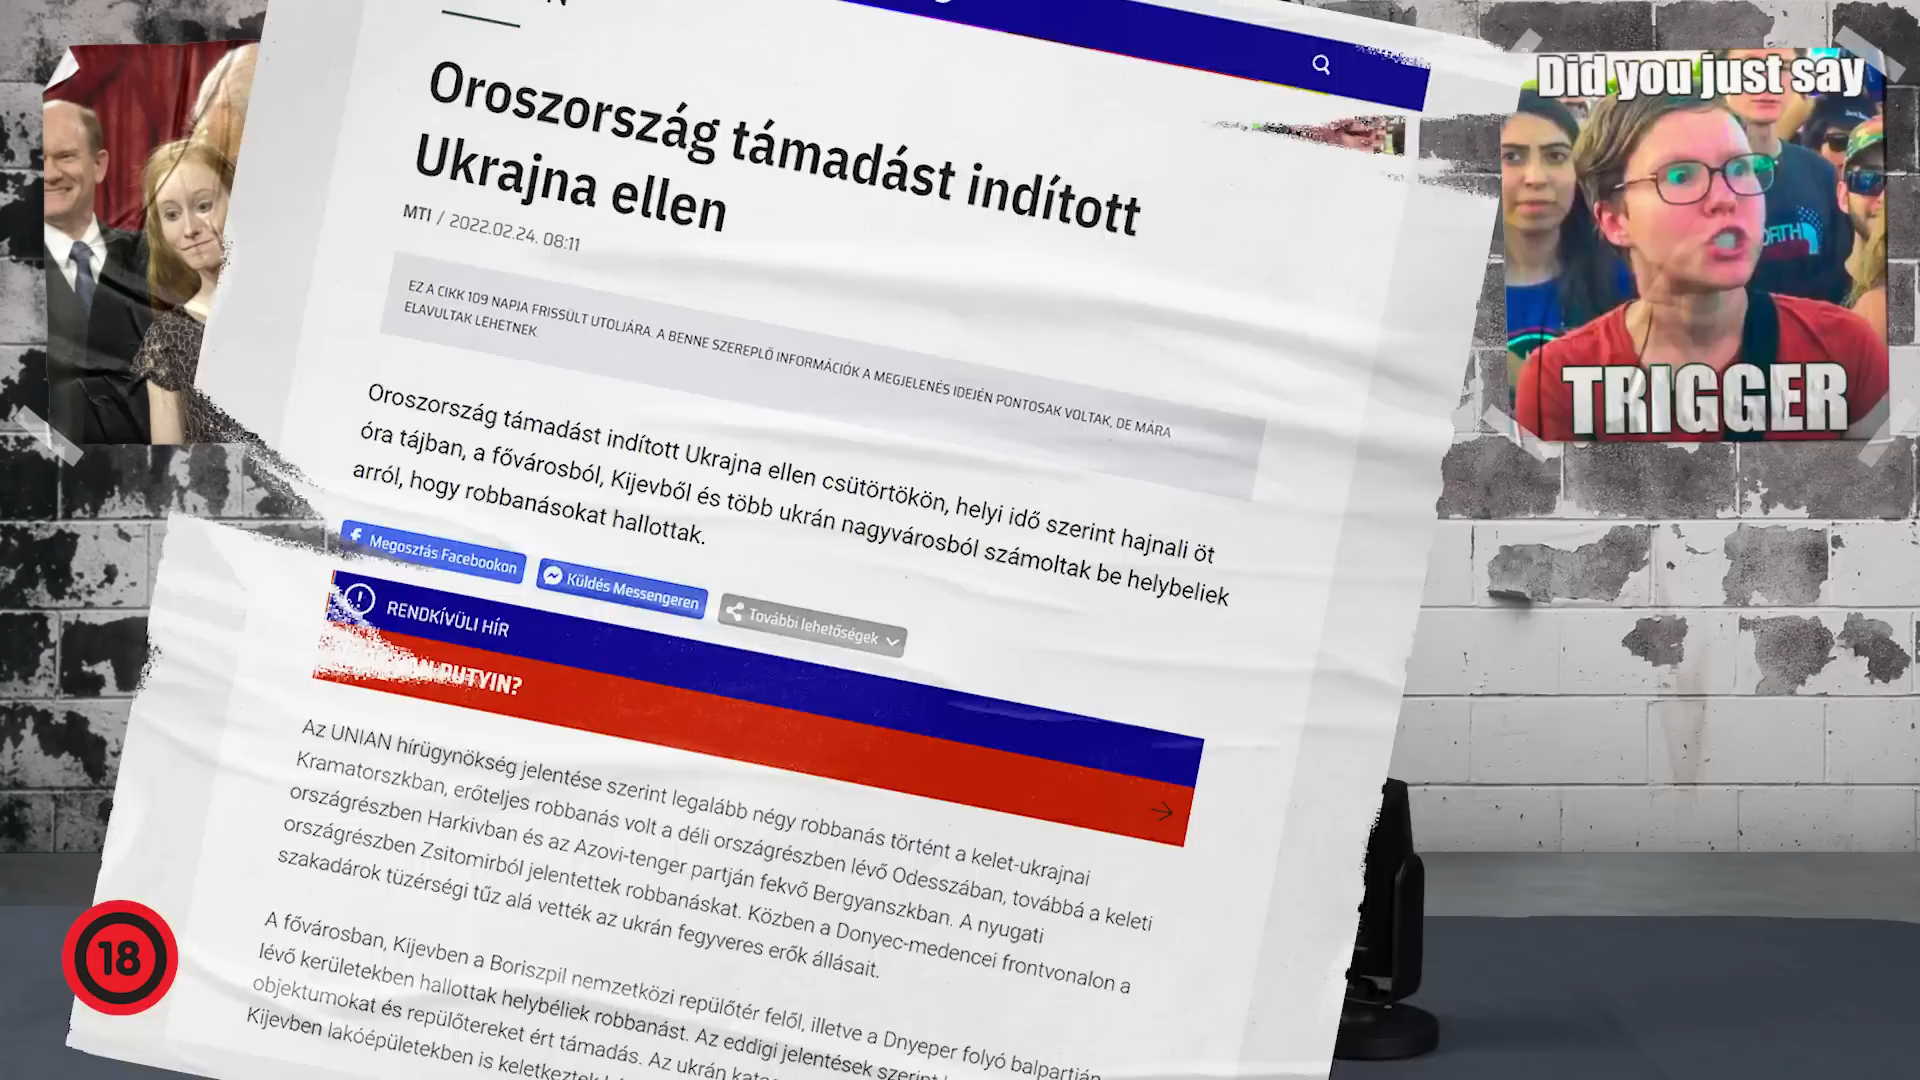 Oroszország támadást indított
Ukrajna ellen
MTI / 2022.02.24. 08:11
EZ A CIKK 109 NAPJA FRISSÜLT UTOLJÁRA. A BENNE SZEREPLŐ INFORMÁCIÓK A MEGJELENÉS IDEJÉN PONTOSAK VOLTAK, DE MÁRA
ELAVULTAK LEHETNEK.
Oroszország támadást indított Ukrajna ellen csütörtökön, helyi idő szerint hajnali öt
óra tájban, a fővárosból, Kijevből és több ukrán nagyvárosból számoltak be helybeliek
arról, hogy robbanásokat hallottak.
Megosztás Facebookon
Küldés Messengeren
További lehetőségek
RENDKÍVÜLI HÍR
PUTYIN?
Az UNIAN hírügynökség jelentése szerint legalább négy robbanás történt a kelet-ukrajnai
Kramatorszkban, erőteljes robbanás volt a déli országrészben lévő Odesszában, továbbá a keleti
országrészben Harkivban és az Azovi-tenger partján fekvő Bergyanszkban. A nyugati
országrészben Zsitomirból jelentettek robbanáskat. Közben a Donyec-medencei frontvonalon a
szakadárok tüzérségi tűz alá vették az ukrán fegyveres erők állásait.
A fővárosban, Kijevben a Boriszpil nemzetközi repülőtér felől, illetve a Dnyeper folyó balpartján
lévő kerületekben hallottak helybéliek robbanást. Az eddigi jelentések szerint
objektumokat és repülőtereket ért támadás. Az ukrán
Kijevben lakóépületekben is keletkeztek
Did you just say
TRIGGER
NORTH
18